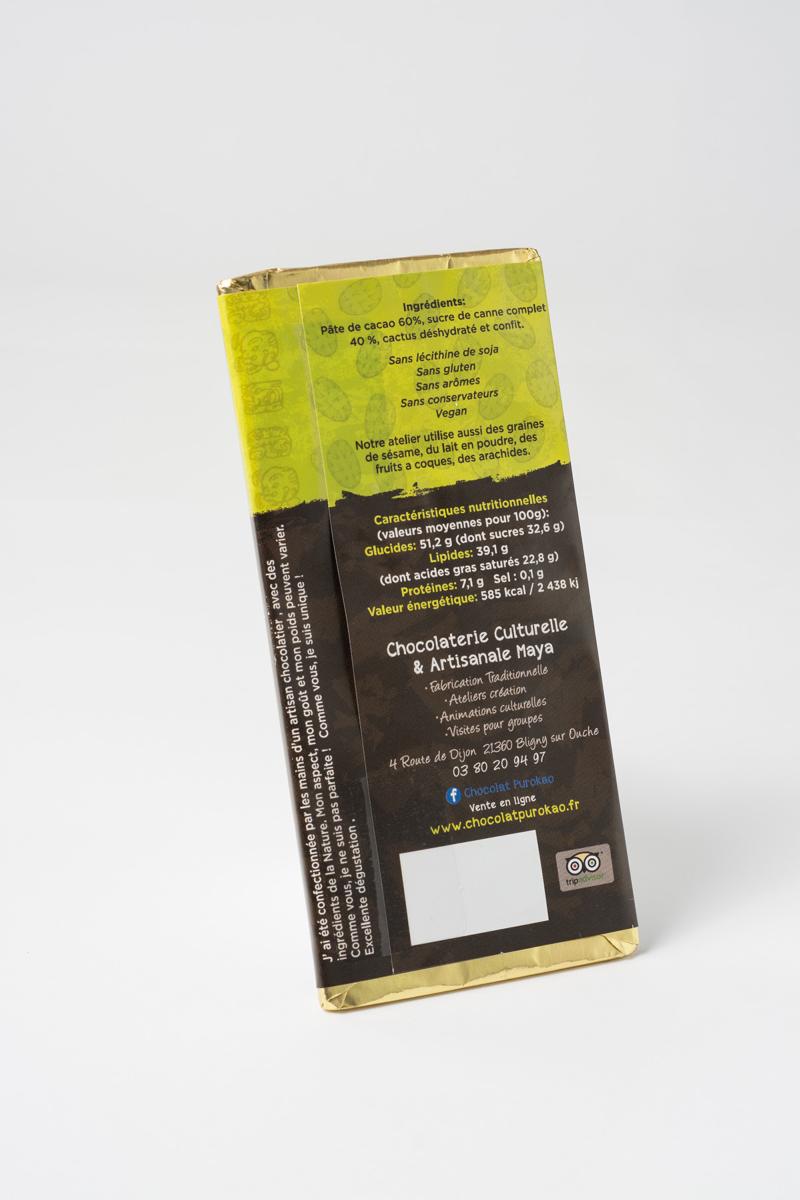 Ingrédients:
Pâte de cacao 60%, sucre de canne complet
40 %, cactus déshydraté et confit.
Sans lécithine de soja
Sans gluten
Sans arômes
Sans conservateurs
Vegan
Notre atelier utilise aussi des graines
de sésame, du lait en poudre, des
fruits a coques, des arachides.
Caractéristiques nutritionnelles
(valeurs moyennes pour 100g):
Glucides: 51,2 g (dont sucres 32,6 g)
Lipides: 39,1 g
(dont acides gras saturés 22,8 g)
Protéines: 7,1 g Sel : 0,1 g
Valeur énergétique: 585 kcal / 2 438 kj
Chocolaterie Culturelle
& Artisanale Maya
· Fabrication Traditionnelle
· Ateliers création
· Animations culturelles
· Visites pour groupes
4 Route de Dijon 21360 Bligny sur Ouche
03 80 20 94 97
f Chocolat Purokao
Vente en ligne
www.chocolatpurokao.fr
tripadvisor
J' ai été confectionnée par les mains d'un artisan chocolatier, avec des
ingrédients de la Nature. Mon aspect, mon goût et mon poids peuvent varier.
Comme vous, je ne suis pas parfaite ! Comme vous, je suis unique !
Excellente dégustation .